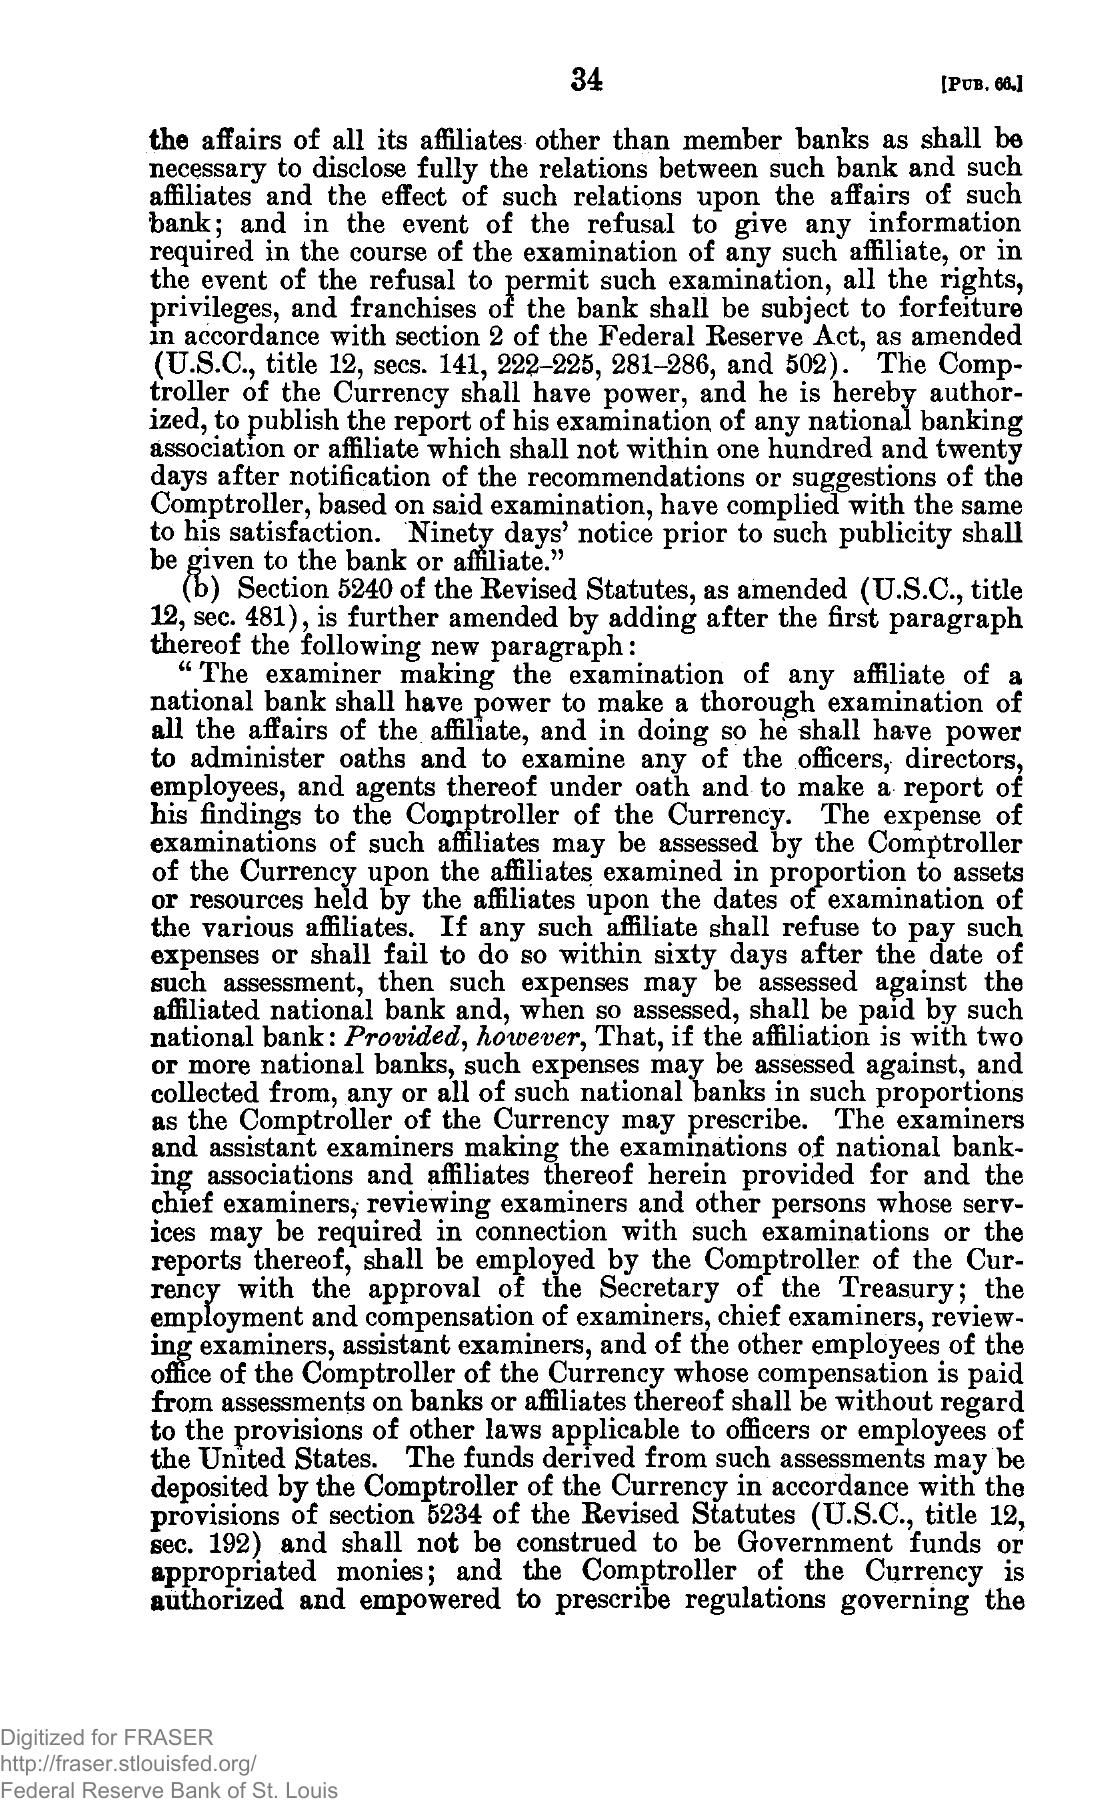 34
[PUB. 66.]
the affairs of all its affiliates other than member banks as shall be
necessary to disclose fully the relations between such bank and such
affiliates and the effect of such relations upon the affairs of such
bank; and in the event of the refusal to give any information
required in the course of the examination of any such affiliate, or in
the event of the refusal to permit such examination, all the rights,
privileges, and franchises of the bank shall be subject to forfeiture
in accordance with section 2 of the Federal Reserve Act, as amended
(U.S.C., title 12, secs. 141, 222–225, 281–286, and 502). The Comp-
troller of the Currency shall have power, and he is hereby author-
ized, to publish the report of his examination of any national banking
association or affiliate which shall not within one hundred and twenty
days after notification of the recommendations or suggestions of the
Comptroller, based on said examination, have complied with the same
to his satisfaction. Ninety days' notice prior to such publicity shall
be given to the bank or affiliate."
(b) Section 5240 of the Revised Statutes, as amended (U.S.C., title
12, sec. 481), is further amended by adding after the first paragraph
thereof the following new paragraph:
"The examiner making the examination of any affiliate of a
national bank shall have power to make a thorough examination of
all the affairs of the affiliate, and in doing so he shall have power
to administer oaths and to examine any of the officers, directors,
employees, and agents thereof under oath and to make a report of
his findings to the Comptroller of the Currency. The expense of
examinations of such affiliates may be assessed by the Comptroller
of the Currency upon the affiliates examined in proportion to assets
or resources held by the affiliates upon the dates of examination of
the various affiliates. If any such affiliate shall refuse to pay such
expenses or shall fail to do so within sixty days after the date of
such assessment, then such expenses may be assessed against the
affiliated national bank and, when so assessed, shall be paid by such
national bank: Provided, however, That, if the affiliation is with two
or more national banks, such expenses may be assessed against, and
collected from, any or all of such national banks in such proportions
as the Comptroller of the Currency may prescribe. The examiners
and assistant examiners making the examinations of national bank-
ing associations and affiliates thereof herein provided for and the
chief examiners, reviewing examiners and other persons whose serv-
ices may be required in connection with such examinations or the
reports thereof, shall be employed by the Comptroller of the Cur-
rency with the approval of the Secretary of the Treasury; the
employment and compensation of examiners, chief examiners, review-
ing examiners, assistant examiners, and of the other employees of the
office of the Comptroller of the Currency whose compensation is paid
from assessments on banks or affiliates thereof shall be without regard
to the provisions of other laws applicable to officers or employees of
the United States. The funds derived from such assessments may be
deposited by the Comptroller of the Currency in accordance with the
provisions of section 5234 of the Revised Statutes (U.S.C., title 12,
sec. 192) and shall not be construed to be Government funds or
appropriated monies; and the Comptroller of the Currency is
authorized and empowered to prescribe regulations governing the
Digitized for FRASER
http://fraser.stlouisfed.org/
Federal Reserve Bank of St. Louis